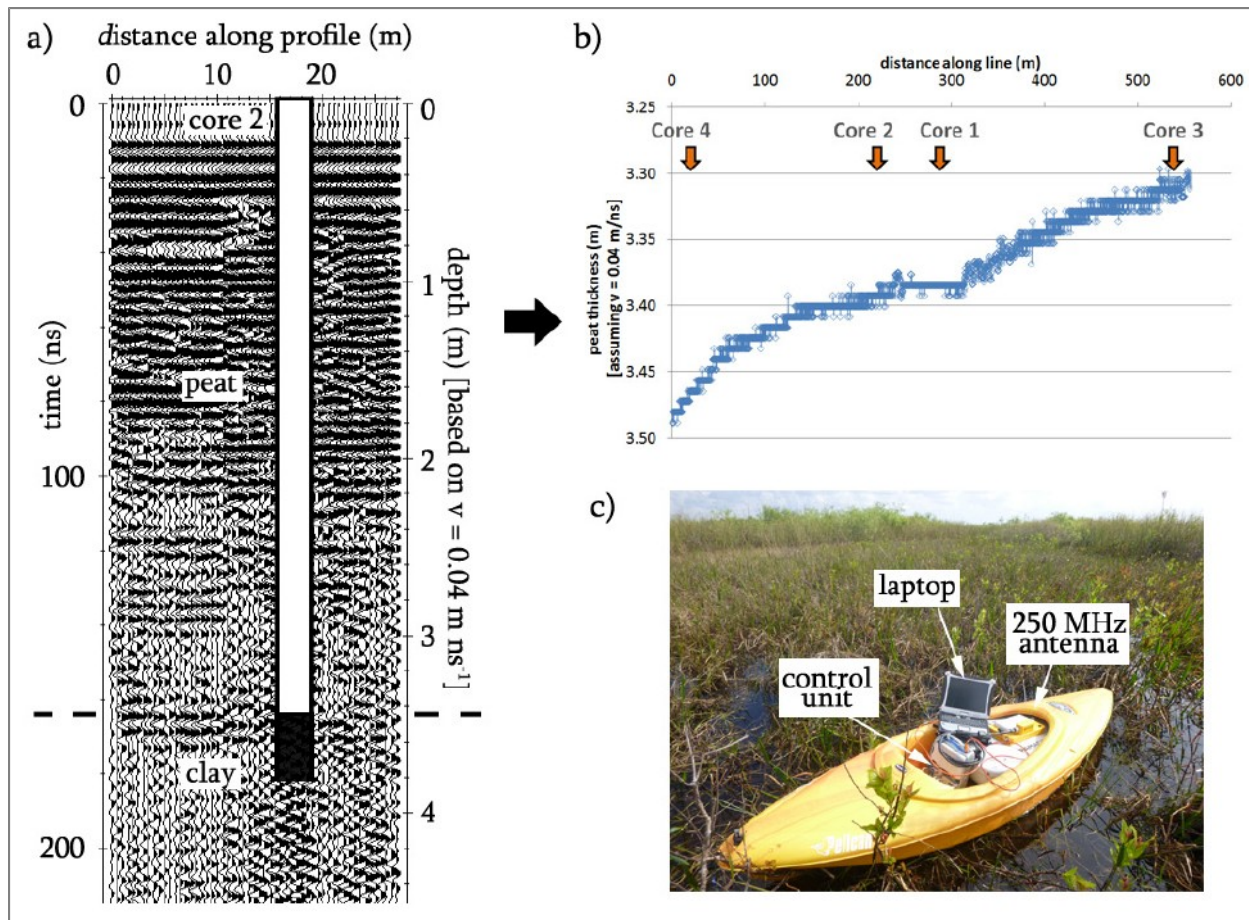 a)
distance along profile (m)
0 10 20
0
100
200
time (ns)
core 2
peat
clay
0
1
2
3
4
depth (m) [based on v = 0.04 m ns-1]
b)
distance along line (m)
0 100 200 300 400 500 600
3.25
3.30
3.35
3.40
3.45
3.50
peat thickness (m)
[assuming v = 0.04 m/ns]
Core 4 Core 2 Core 1 Core 3
c)
laptop
250 MHz
antenna
control
unit